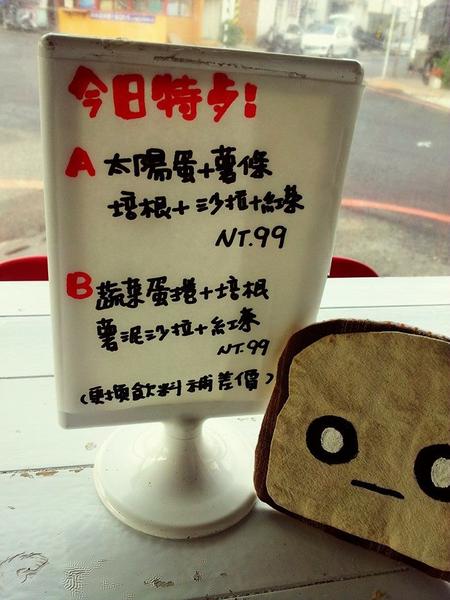 今日特步!
A 太陽蛋+薯條
培根+沙拉+紅茶
NT.99
B 蔬菜蛋捲+培根
薯泥沙拉+紅茶
NT.99
(更換飲料補差價)